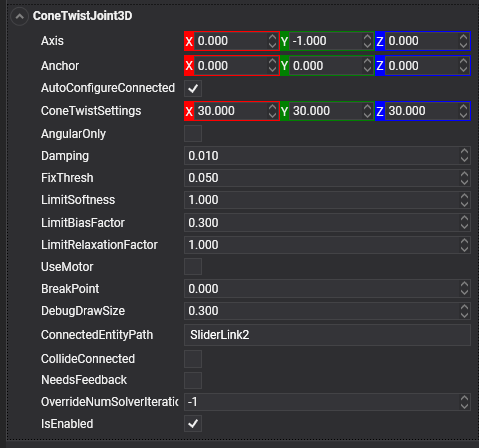 ConeTwistJoint3D
Axis X 0.000 Y -1.000 Z 0.000
Anchor X 0.000 Y 0.000 Z 0.000
AutoConfigureConnected
ConeTwistSettings X 30.000 Y 30.000 Z 30.000
AngularOnly
Damping 0.010
FixThresh 0.050
LimitSoftness 1.000
LimitBiasFactor 0.300
LimitRelaxationFactor 1.000
UseMotor
BreakPoint 0.000
DebugDrawSize 0.300
ConnectedEntityPath SliderLink2
CollideConnected
NeedsFeedback
OverrideNumSolverIteratic -1
IsEnabled